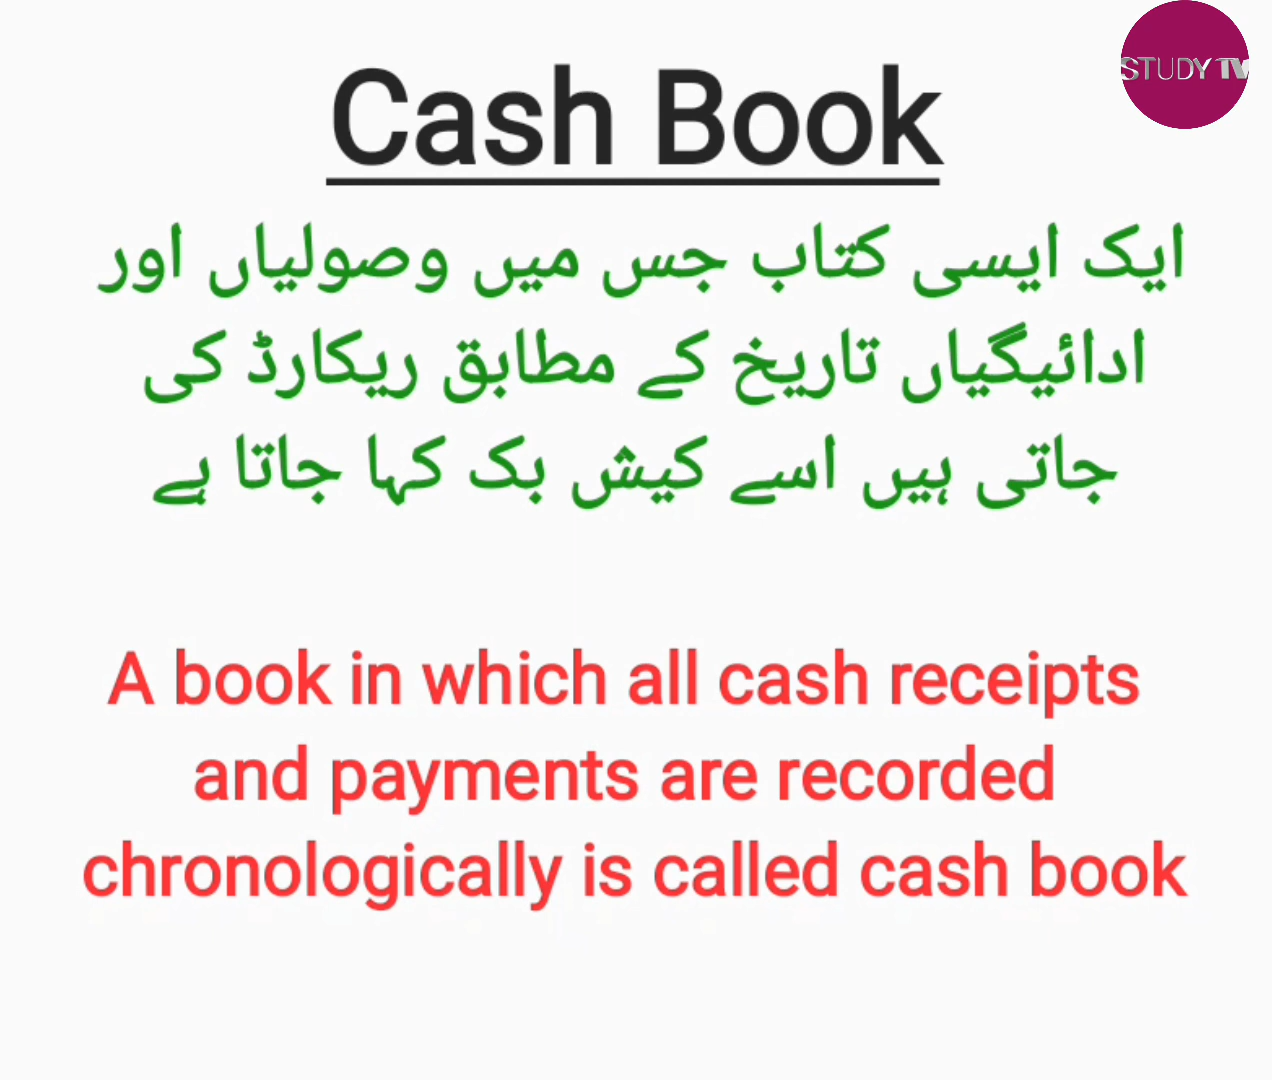 STUDY TV
Cash Book
ایک ایسی کتاب جس میں وصولیاں اور
ادائیگیاں تاریخ کے مطابق ریکارڈ کی
جاتی ہیں اسے کیش بک کہا جاتا ہے
A book in which all cash receipts
and payments are recorded
chronologically is called cash book